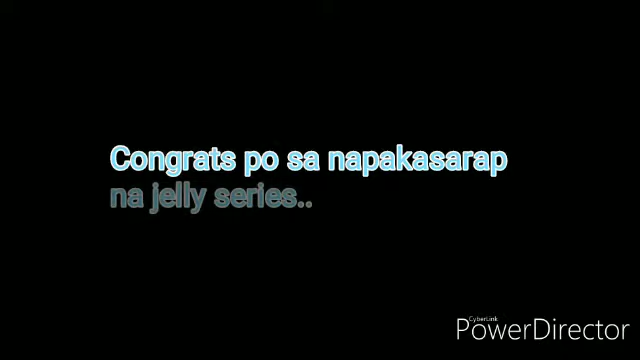 Congrats po sa napakasarap
na jelly series..
CyberLink
PowerDirector